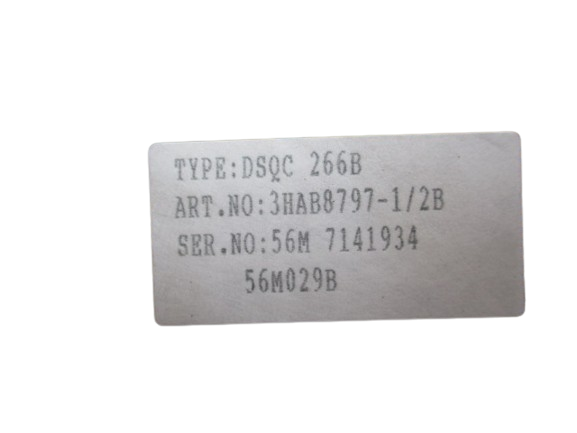 TYPE:DSQC 266B
ART.NO:3HAB8797-1/2B
SER.NO:56M 7141934
56M029B